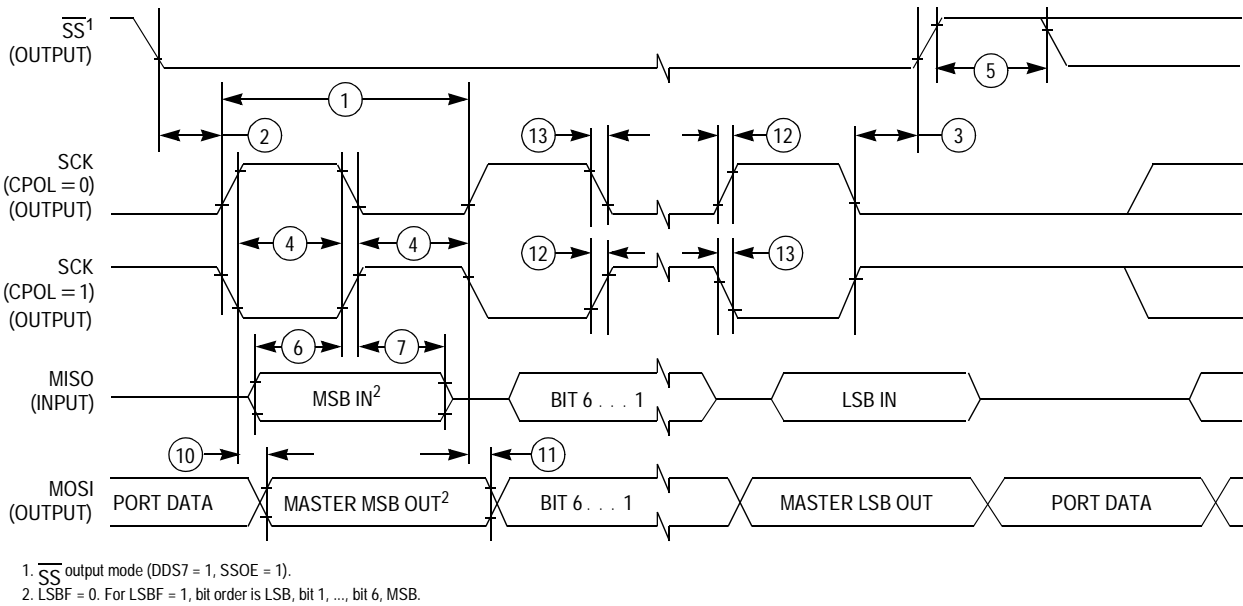 SS1
(OUTPUT)
5
1
2
13
12
3
SCK
(CPOL = 0)
(OUTPUT)
4
4
12
13
SCK
(CPOL = 1)
(OUTPUT)
6
7
MISO
(INPUT)
MSB IN2
BIT 6 . . . 1
LSB IN
10
11
MOSI
(OUTPUT)
PORT DATA
MASTER MSB OUT2
BIT 6 . . . 1
MASTER LSB OUT
PORT DATA
1. SS output mode (DDS7 = 1, SSOE = 1).
2. LSBF = 0. For LSBF = 1, bit order is LSB, bit 1, ..., bit 6, MSB.